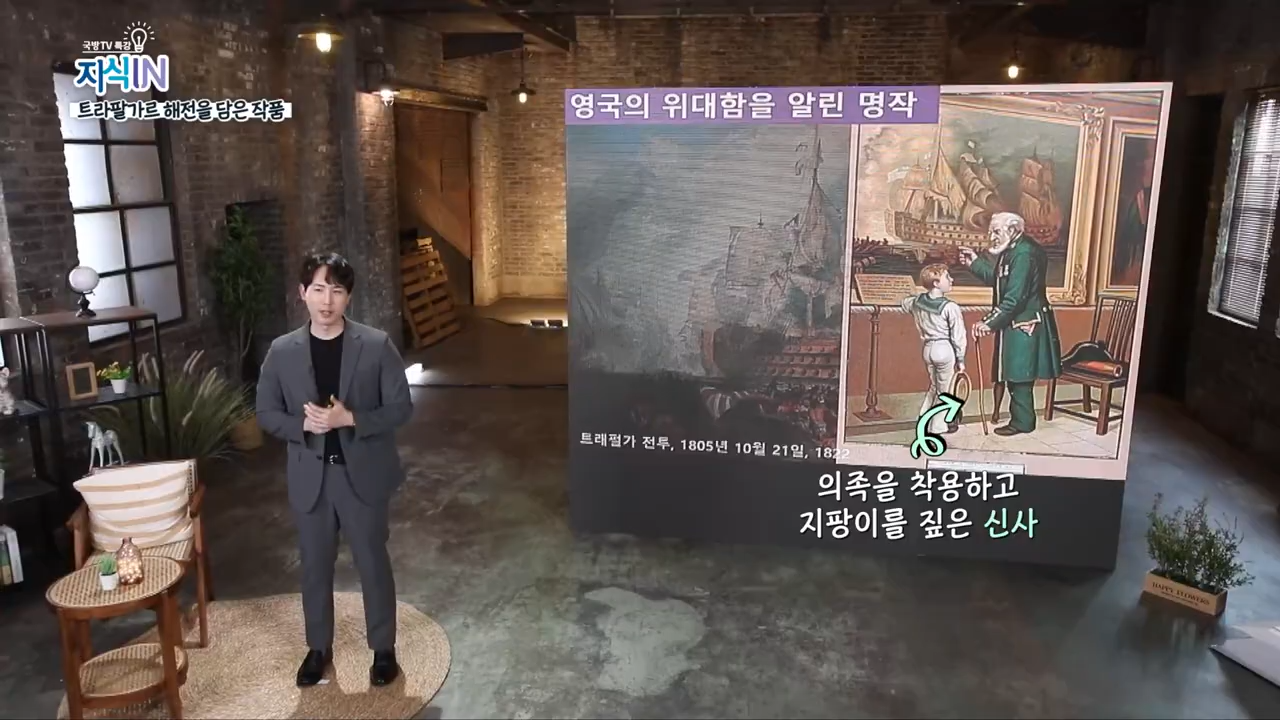 국방TV 특강
지식IN
트라팔가르 해전을 담은 작품
영국의 위대함을 알린 명작
트래펄가 전투, 1805년 10월 21일, 1822
의족을 착용하고
지팡이를 짚은 신사
HAPPY FLOWERS